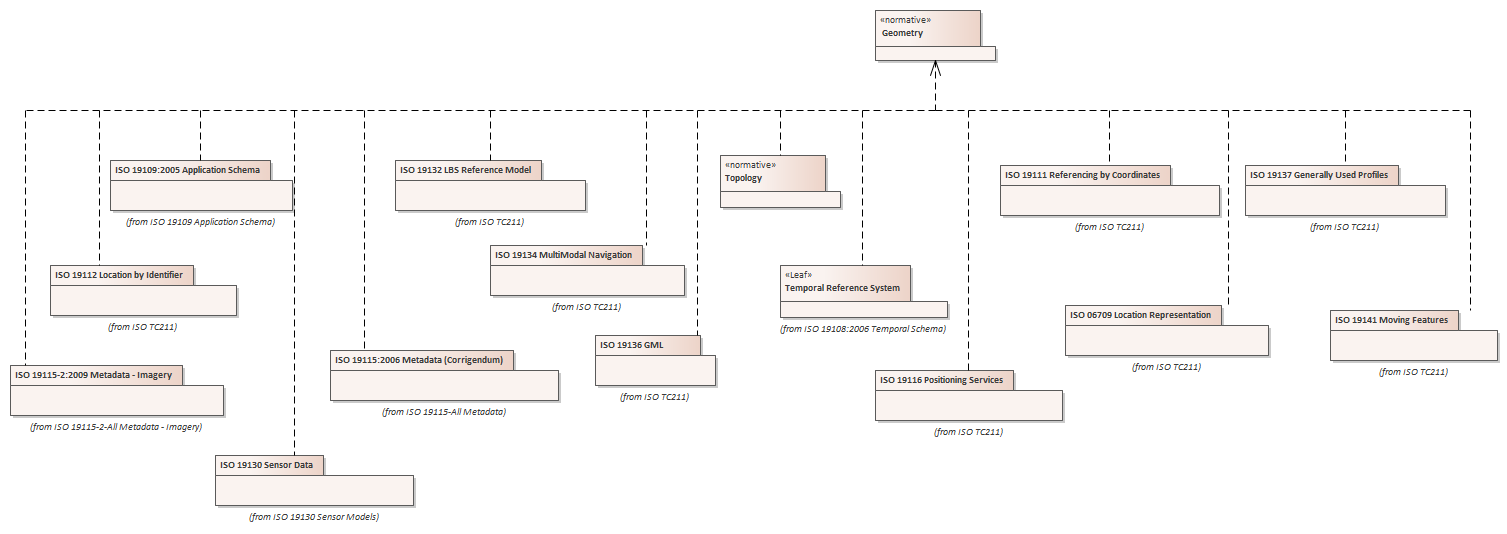 «normative»
Geometry
ISO 19109:2005 Application Schema
(from ISO 19109 Application Schema)
ISO 19132 LBS Reference Model
(from ISO TC211)
«normative»
Topology
ISO 19111 Referencing by Coordinates
(from ISO TC211)
ISO 19137 Generally Used Profiles
(from ISO TC211)
ISO 19112 Location by Identifier
(from ISO TC211)
ISO 19134 MultiModal Navigation
(from ISO TC211)
«Leaf»
Temporal Reference System
(from ISO 19108:2006 Temporal Schema)
ISO 06709 Location Representation
(from ISO TC211)
ISO 19141 Moving Features
(from ISO TC211)
ISO 19115-2:2009 Metadata - Imagery
(from ISO 19115-2-All Metadata - Imagery)
ISO 19115:2006 Metadata (Corrigendum)
(from ISO 19115-All Metadata)
ISO 19136 GML
(from ISO TC211)
ISO 19116 Positioning Services
(from ISO TC211)
ISO 19130 Sensor Data
(from ISO 19130 Sensor Models)